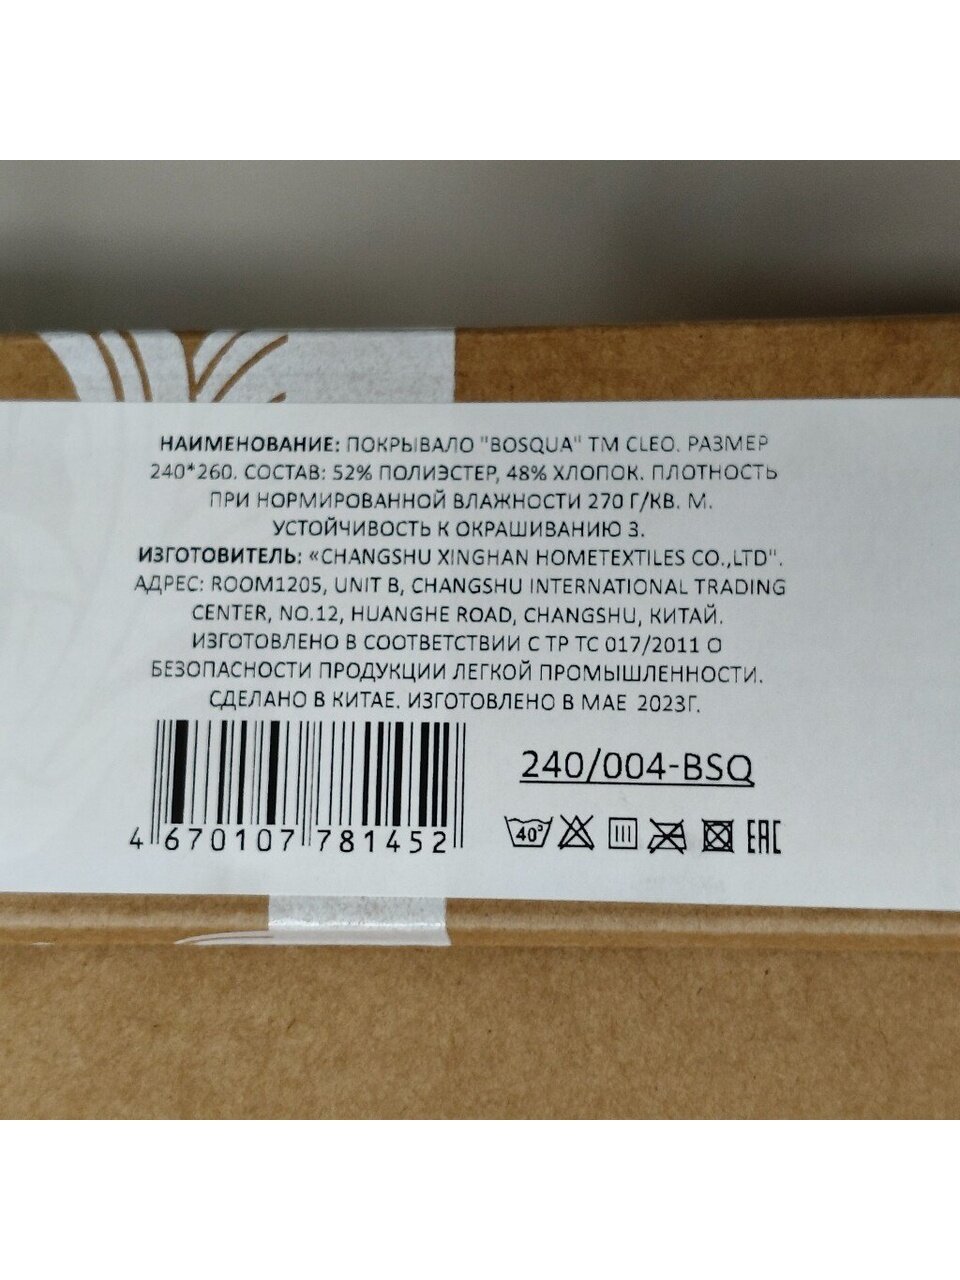 НАИМЕНОВАНИЕ: ПОКРЫВАЛО "BOSQUA" ТМ CLEO. РАЗМЕР
240*260. СОСТАВ: 52% ПОЛИЭСТЕР, 48% ХЛОПОК. ПЛОТНОСТЬ
ПРИ НОРМИРОВАННОЙ ВЛАЖНОСТИ 270 Г/КВ. М.
УСТОЙЧИВОСТЬ К ОКРАШИВАНИЮ 3.
ИЗГОТОВИТЕЛЬ: «CHANGSHU XINGHAN HOMETEXTILES CO.,LTD".
АДРЕС: ROOM1205, UNIT B, CHANGSHU INTERNATIONAL TRADING
CENTER, NO.12, HUANGHE ROAD, CHANGSHU, КИТАЙ.
ИЗГОТОВЛЕНО В СООТВЕТСТВИИ С ТР ТС 017/2011 О
БЕЗОПАСНОСТИ ПРОДУКЦИИ ЛЕГКОЙ ПРОМЫШЛЕННОСТИ.
СДЕЛАНО В КИТАЕ. ИЗГОТОВЛЕНО В МАЕ 2023Г.
240/004-BSQ
40° EAC
4 670107 781452